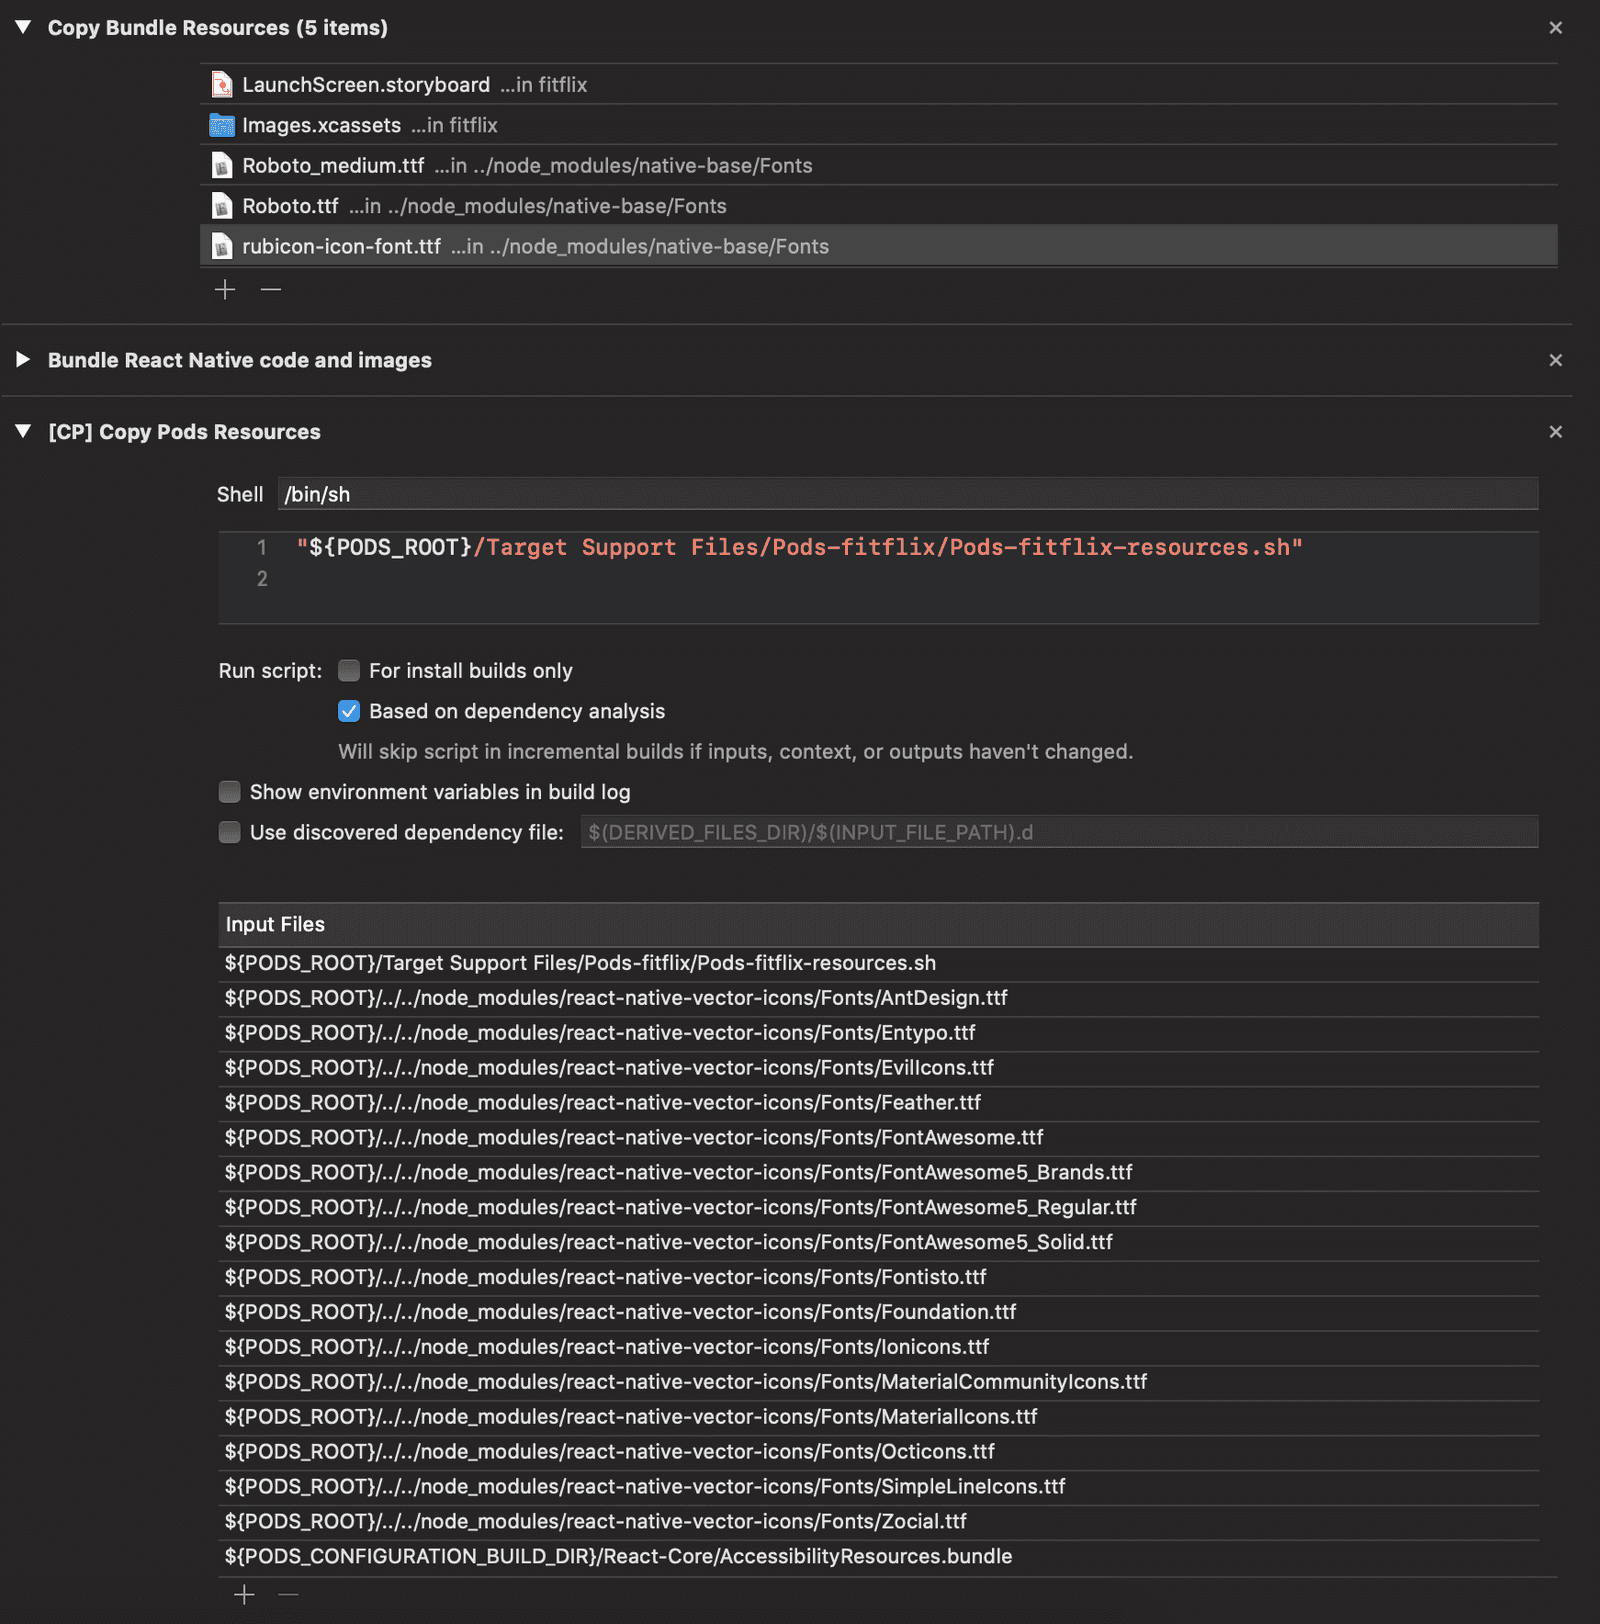 Copy Bundle Resources (5 items)
LaunchScreen.storyboard ...in fitflix
Images.xcassets ...in fitflix
Roboto_medium.ttf ...in ../node_modules/native-base/Fonts
Roboto.ttf ...in ../node_modules/native-base/Fonts
rubicon-icon-font.ttf ...in ../node_modules/native-base/Fonts
Bundle React Native code and images
[CP] Copy Pods Resources
Shell /bin/sh
1 "${PODS_ROOT}/Target Support Files/Pods-fitflix/Pods-fitflix-resources.sh"
2
Run script: For install builds only
Based on dependency analysis
Will skip script in incremental builds if inputs, context, or outputs haven't changed.
Show environment variables in build log
Use discovered dependency file: $(DERIVED_FILES_DIR)/$(INPUT_FILE_PATH).d
Input Files
${PODS_ROOT}/Target Support Files/Pods-fitflix/Pods-fitflix-resources.sh
${PODS_ROOT}/../../node_modules/react-native-vector-icons/Fonts/AntDesign.ttf
${PODS_ROOT}/../../node_modules/react-native-vector-icons/Fonts/Entypo.ttf
${PODS_ROOT}/../../node_modules/react-native-vector-icons/Fonts/EvilIcons.ttf
${PODS_ROOT}/../../node_modules/react-native-vector-icons/Fonts/Feather.ttf
${PODS_ROOT}/../../node_modules/react-native-vector-icons/Fonts/FontAwesome.ttf
${PODS_ROOT}/../../node_modules/react-native-vector-icons/Fonts/FontAwesome5_Brands.ttf
${PODS_ROOT}/../../node_modules/react-native-vector-icons/Fonts/FontAwesome5_Regular.ttf
${PODS_ROOT}/../../node_modules/react-native-vector-icons/Fonts/FontAwesome5_Solid.ttf
${PODS_ROOT}/../../node_modules/react-native-vector-icons/Fonts/Fontisto.ttf
${PODS_ROOT}/../../node_modules/react-native-vector-icons/Fonts/Foundation.ttf
${PODS_ROOT}/../../node_modules/react-native-vector-icons/Fonts/Ionicons.ttf
${PODS_ROOT}/../../node_modules/react-native-vector-icons/Fonts/MaterialCommunityIcons.ttf
${PODS_ROOT}/../../node_modules/react-native-vector-icons/Fonts/MaterialIcons.ttf
${PODS_ROOT}/../../node_modules/react-native-vector-icons/Fonts/Octicons.ttf
${PODS_ROOT}/../../node_modules/react-native-vector-icons/Fonts/SimpleLineIcons.ttf
${PODS_ROOT}/../../node_modules/react-native-vector-icons/Fonts/Zocial.ttf
${PODS_CONFIGURATION_BUILD_DIR}/React-Core/AccessibilityResources.bundle